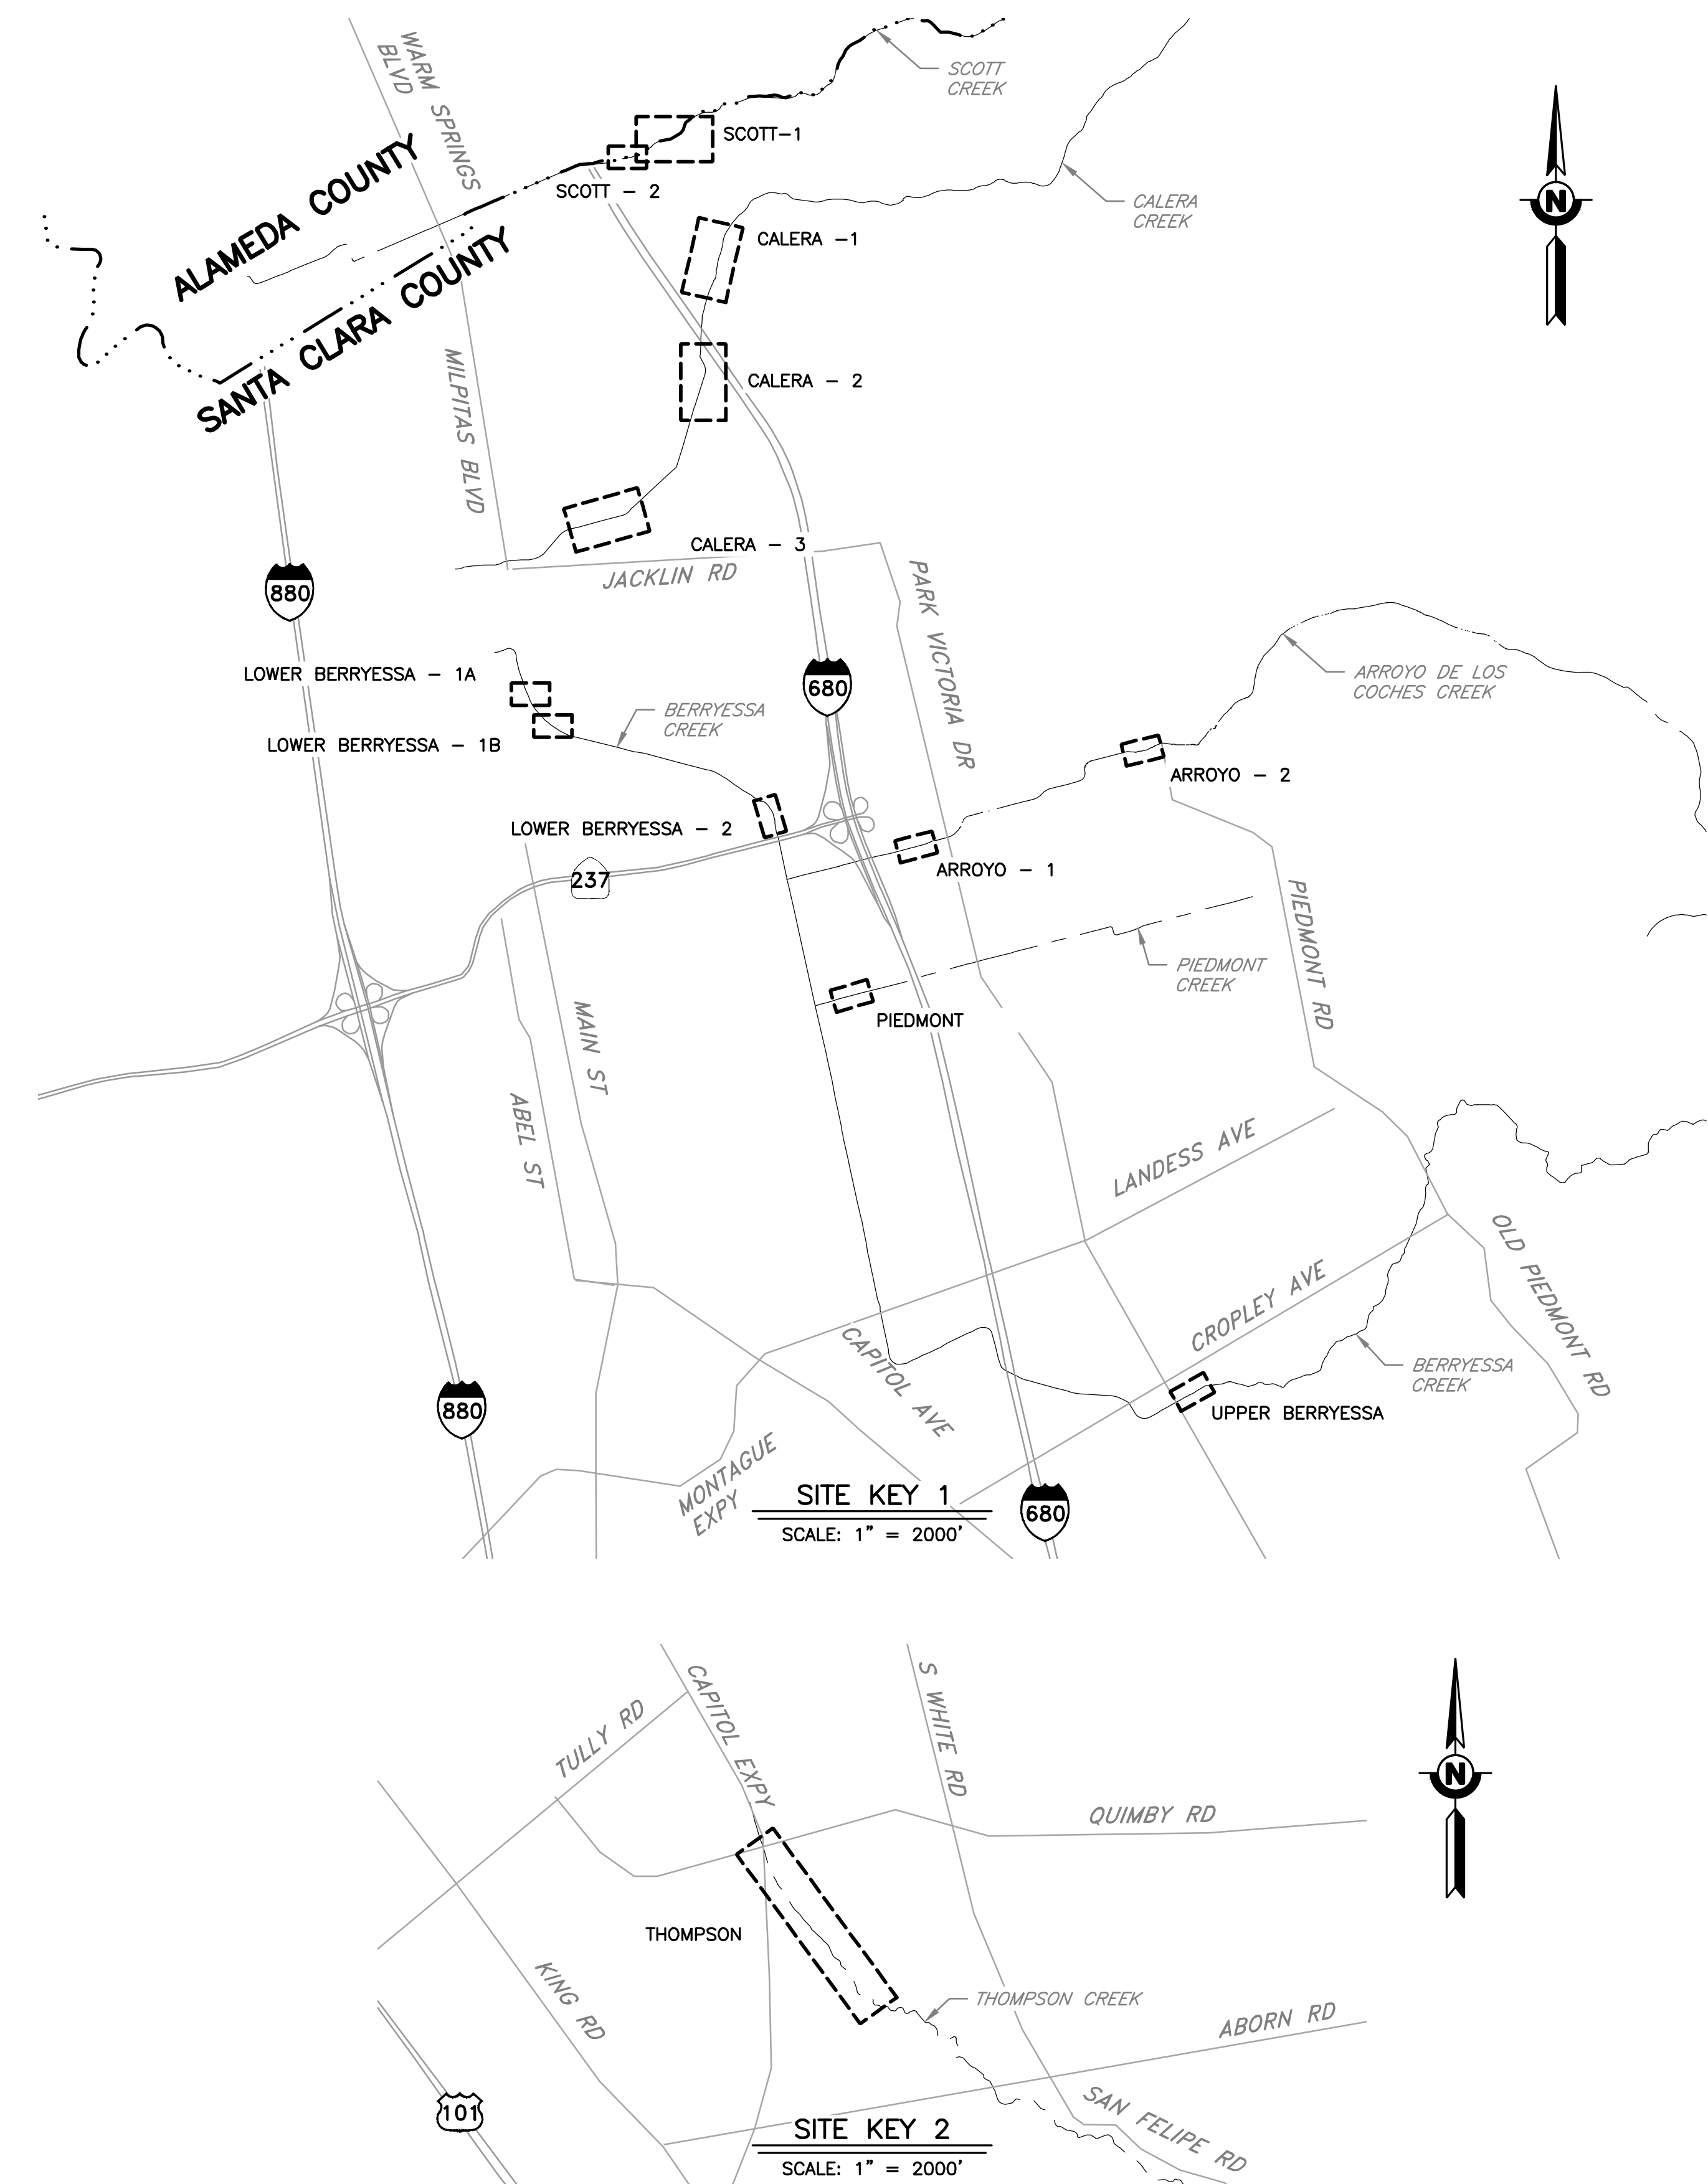 WARM SPRINGS
BLVD
SCOTT
CREEK
SCOTT-1
SCOTT - 2
ALAMEDA COUNTY
CALERA
CREEK
N
CALERA -1
SANTA CLARA COUNTY
MILPITAS BLVD
CALERA - 2
CALERA - 3
JACKLIN RD
880
PARK VICTORIA DR
LOWER BERRYESSA - 1A
680
ARROYO DE LOS
COCHES CREEK
BERRYESSA
CREEK
LOWER BERRYESSA - 1B
ARROYO - 2
LOWER BERRYESSA - 2
ARROYO - 1
237
PIEDMONT RD
PIEDMONT
CREEK
PIEDMONT
MAIN ST
ABEL ST
LANDESS AVE
OLD PIEDMONT RD
CROPLEY AVE
CAPITOL AVE
BERRYESSA
CREEK
880
UPPER BERRYESSA
MONTAGUE
EXPY
SITE KEY 1
SCALE: 1" = 2000'
680
CAPITOL EXPY
S WHITE RD
TULLY RD
N
QUIMBY RD
THOMPSON
KING RD
THOMPSON CREEK
ABORN RD
101
SAN FELIPE RD
SITE KEY 2
SCALE: 1" = 2000'